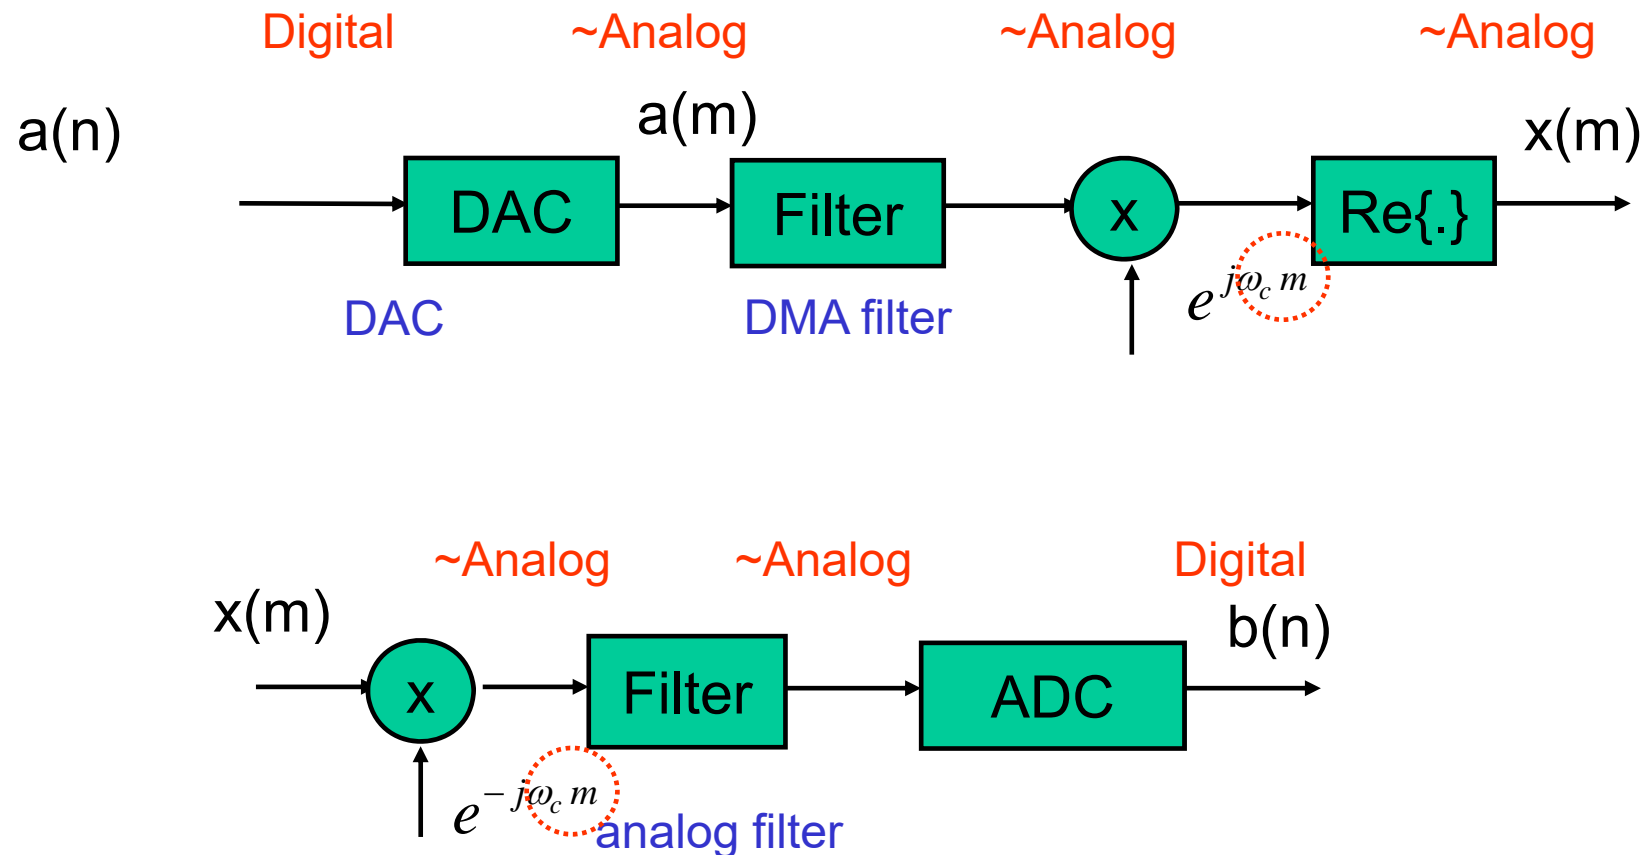 Digital ~Analog ~Analog ~Analog
a(n) a(m) x(m)
DAC Filter x Re{.}
DAC DMA filter e^{jω_c m}
~Analog ~Analog Digital
x(m) b(n)
x Filter ADC
e^{-jω_c m} analog filter